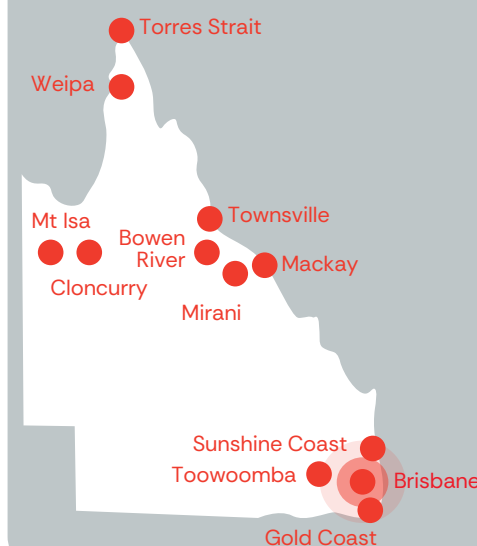 Torres Strait
Weipa
Townsville
Mt Isa
Bowen
River
Mackay
Cloncurry
Mirani
Sunshine Coast
Toowoomba
Brisbane
Gold Coast